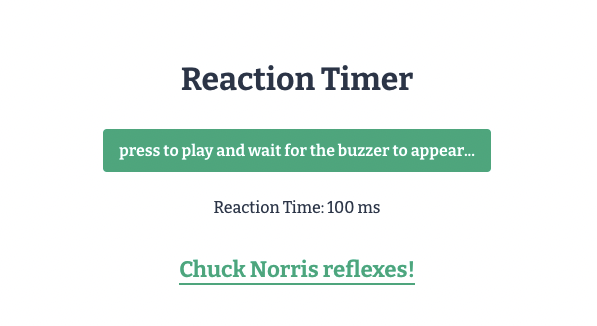 Reaction Timer
press to play and wait for the buzzer to appear...
Reaction Time: 100 ms
Chuck Norris reflexes!